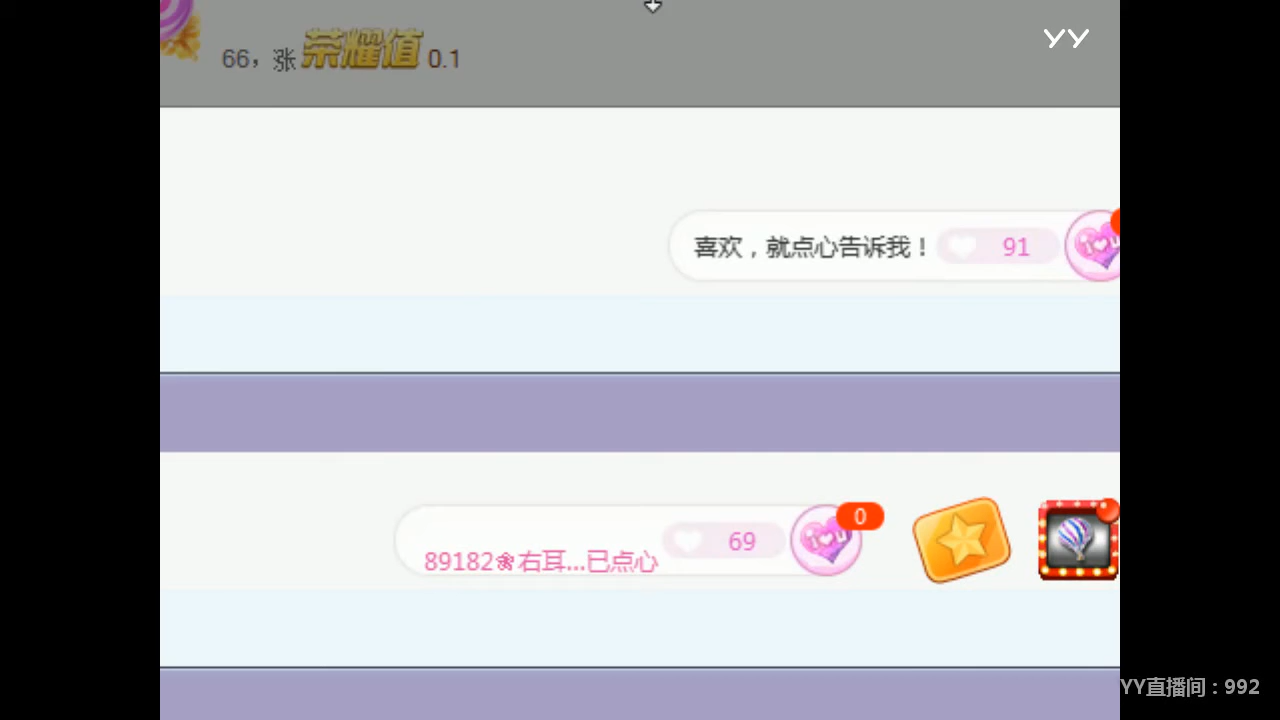 YY
66，张荣耀值0.1
喜欢，就点心告诉我！ 91
0
69
89182❀右耳...已点心
YY直播间：992